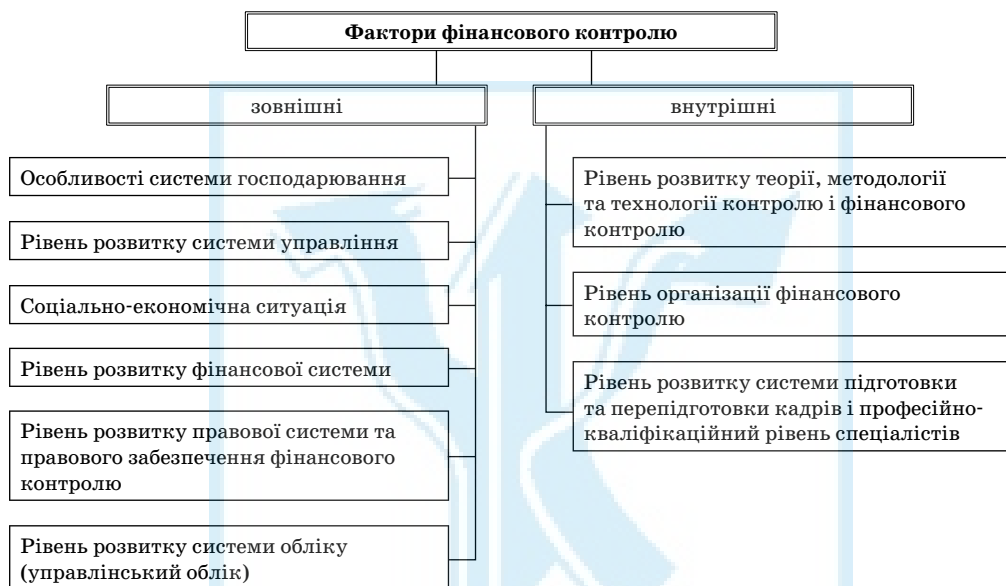 Фактори фінансового контролю
зовнішні
внутрішні
Особливості системи господарювання
Рівень розвитку системи управління
Соціально-економічна ситуація
Рівень розвитку фінансової системи
Рівень розвитку правової системи та
правового забезпечення фінансового
контролю
Рівень розвитку системи обліку
(управлінський облік)
Рівень розвитку теорії, методології
та технології контролю і фінансового
контролю
Рівень організації фінансового
контролю
Рівень розвитку системи підготовки
та перепідготовки кадрів і професійно-
кваліфікаційний рівень спеціалістів